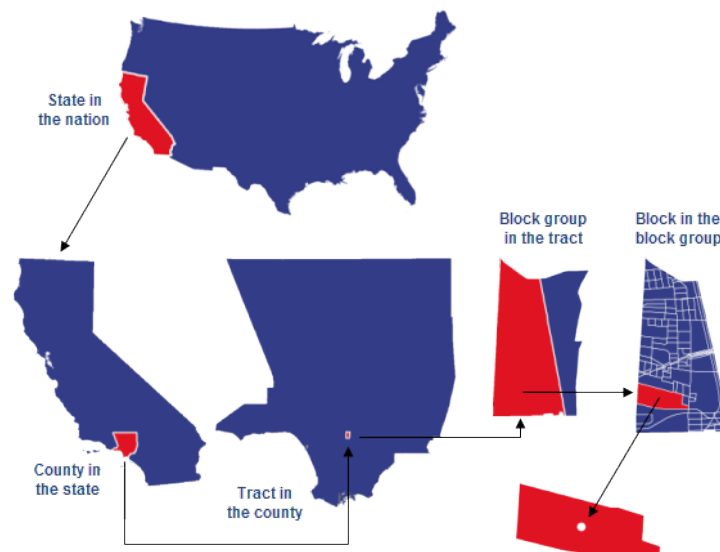 State in
the nation
Block group
in the tract
Block in the
block group
County in
the state
Tract in
the county